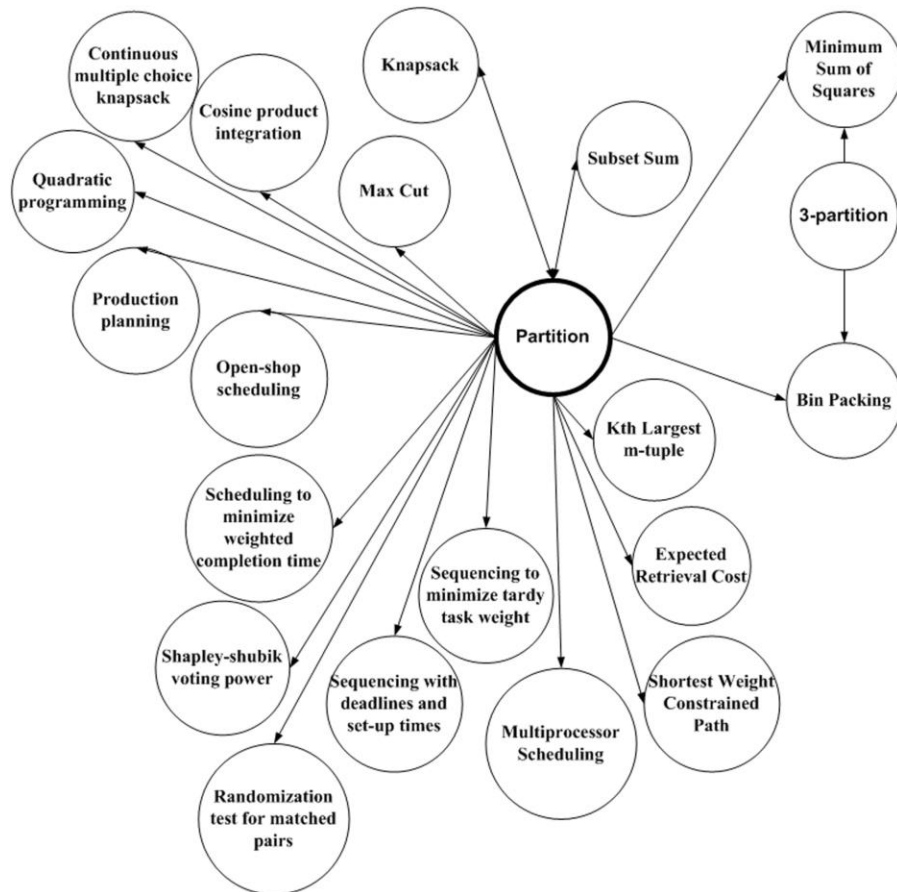 Continuous
multiple choice
knapsack
Cosine product
integration
Knapsack
Minimum
Sum of
Squares
Quadratic
programming
Max Cut
Subset Sum
3-partition
Production
planning
Open-shop
scheduling
Partition
Bin Packing
Kth Largest
m-tuple
Scheduling to
minimize
weighted
completion time
Sequencing to
minimize tardy
task weight
Expected
Retrieval Cost
Shapley-shubik
voting power
Sequencing with
deadlines and
set-up times
Multiprocessor
Scheduling
Shortest Weight
Constrained
Path
Randomization
test for matched
pairs